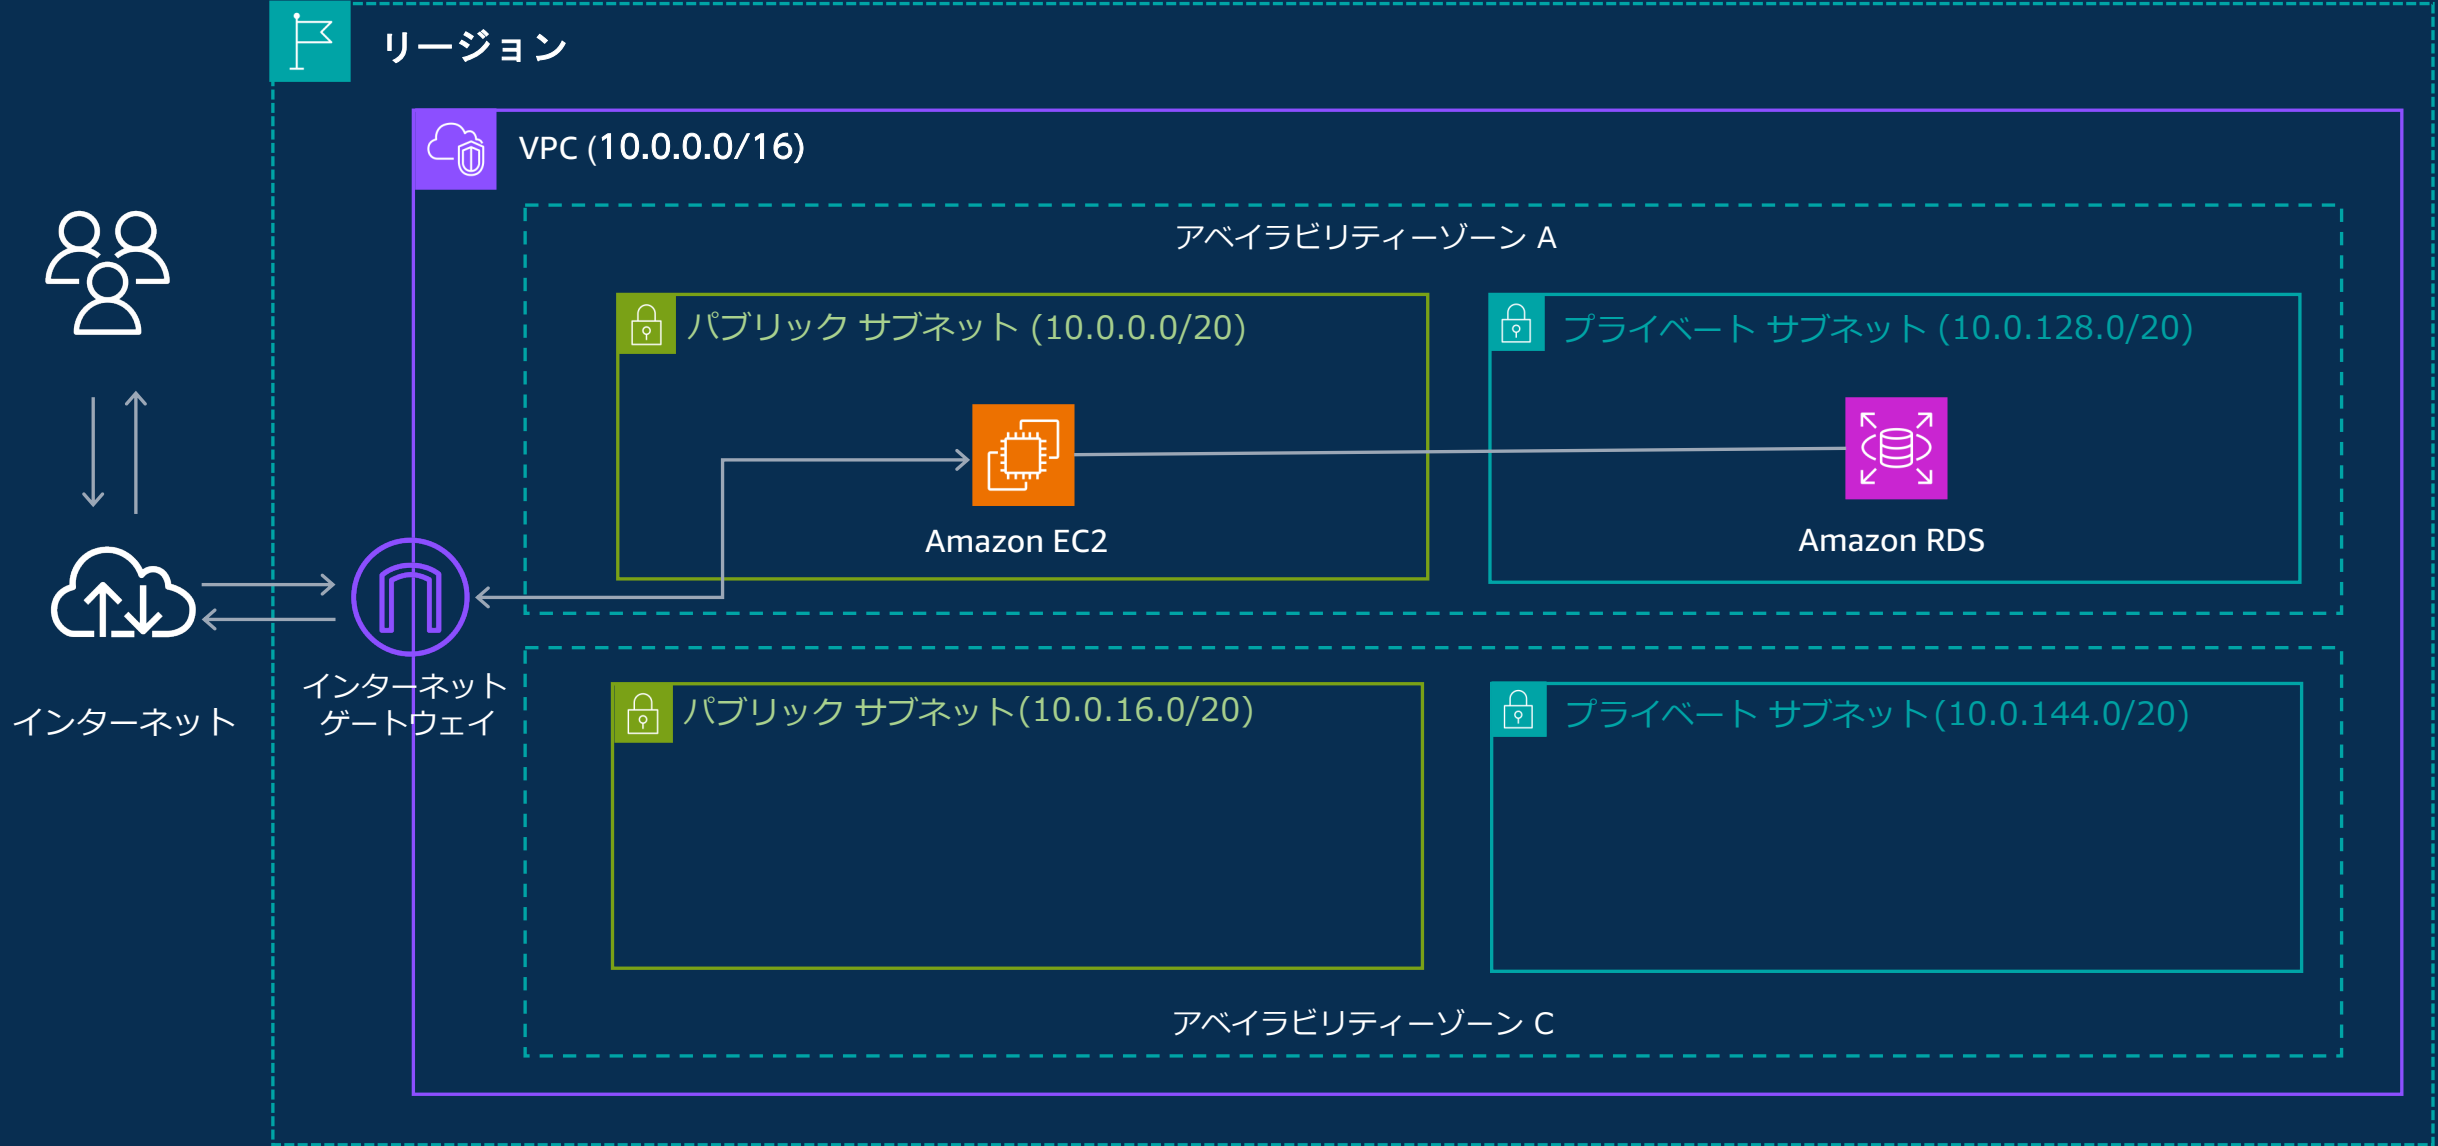 リージョン
VPC (10.0.0.0/16)
アベイラビリティーゾーン A
パブリック サブネット (10.0.0.0/20)
プライベート サブネット (10.0.128.0/20)
Amazon EC2
Amazon RDS
インターネット
インターネット
ゲートウェイ
パブリック サブネット(10.0.16.0/20)
プライベート サブネット(10.0.144.0/20)
アベイラビリティーゾーン C